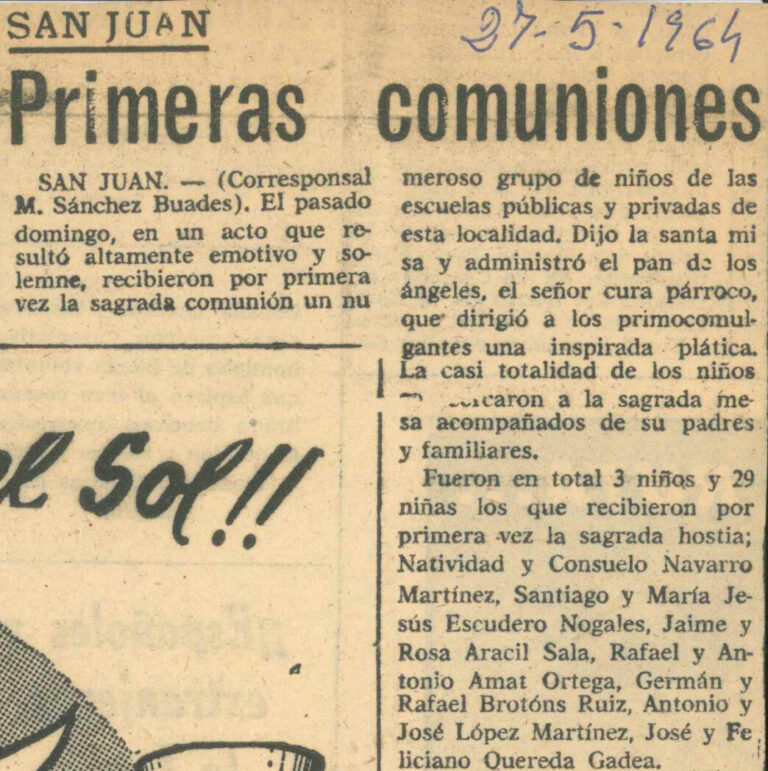 SAN JUAN
27-5-1964
Primeras comuniones
SAN JUAN. — (Corresponsal
M. Sánchez Buades). El pasado
domingo, en un acto que re-
sultó altamente emotivo y so-
lemne, recibieron por primera
vez la sagrada comunión un nu
meroso grupo de niños de las
escuelas públicas y privadas de
esta localidad. Dijo la santa mi
sa y administró el pan de los
ángeles, el señor cura párroco,
que dirigió a los primocomul-
gantes una inspirada plática.
La casi totalidad de los niños
caron a la sagrada me-
sa acompañados de su padres
y familiares.
Fueron en total 3 niños y 29
niñas los que recibieron por
primera vez la sagrada hostia;
Natividad y Consuelo Navarro
Martínez, Santiago y María Je-
sús Escudero Nogales, Jaime y
Rosa Aracil Sala, Rafael y An-
tonio Amat Ortega, Germán y
Rafael Brotóns Ruiz, Antonio y
José López Martínez, José y Fe
liciano Quereda Gadea.
el Sol!!